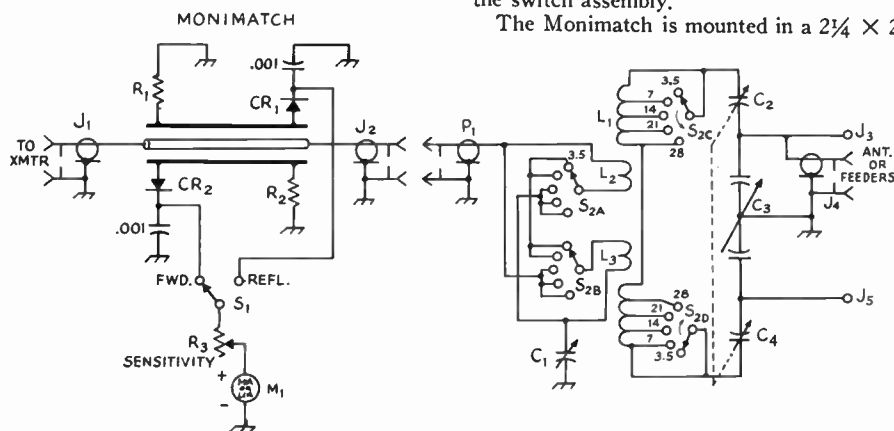 the switch assembly.
The Monimatch is mounted in a 2¼ × 2
MONIMATCH
.001
R1
CR1
J1
TO
XMTR
J2
CR2
R2
.001
FWD.
REFL.
S1
R3
SENSITIVITY
+
-
M1
P1
3.5
S2A
S2B
L2
L3
C1
L1
3.5
7
14
21
28
S2C
28
21
14
7
3.5
S2D
C2
C3
C4
J3
ANT.
OR
FEEDERS
J4
J5